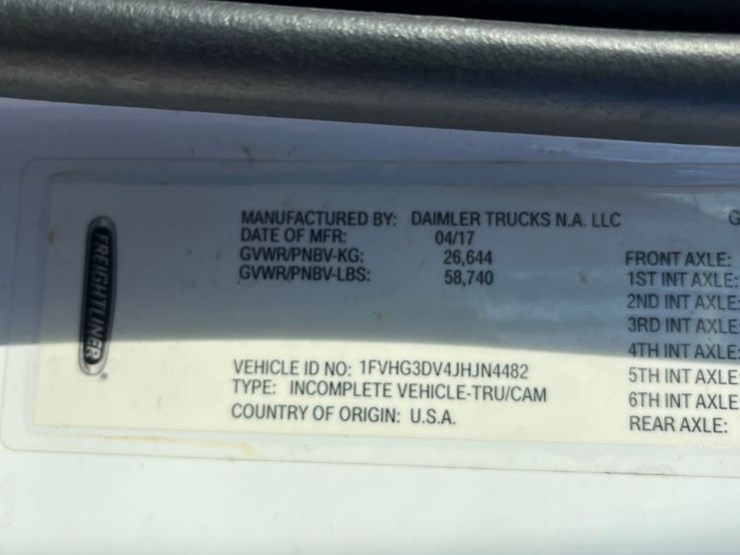 FREIGHTLINER
MANUFACTURED BY: DAIMLER TRUCKS N.A. LLC
DATE OF MFR: 04/17
GVWR/PNBV-KG: 26,644
GVWR/PNBV-LBS: 58,740
VEHICLE ID NO: 1FVHG3DV4JHJN4482
TYPE: INCOMPLETE VEHICLE-TRU/CAM
COUNTRY OF ORIGIN: U.S.A.
G
FRONT AXLE:
1ST INT AXLE:
2ND INT AXLE:
3RD INT AXLE
4TH INT AXLE:
5TH INT AXLE
6TH INT AXLE
REAR AXLE: